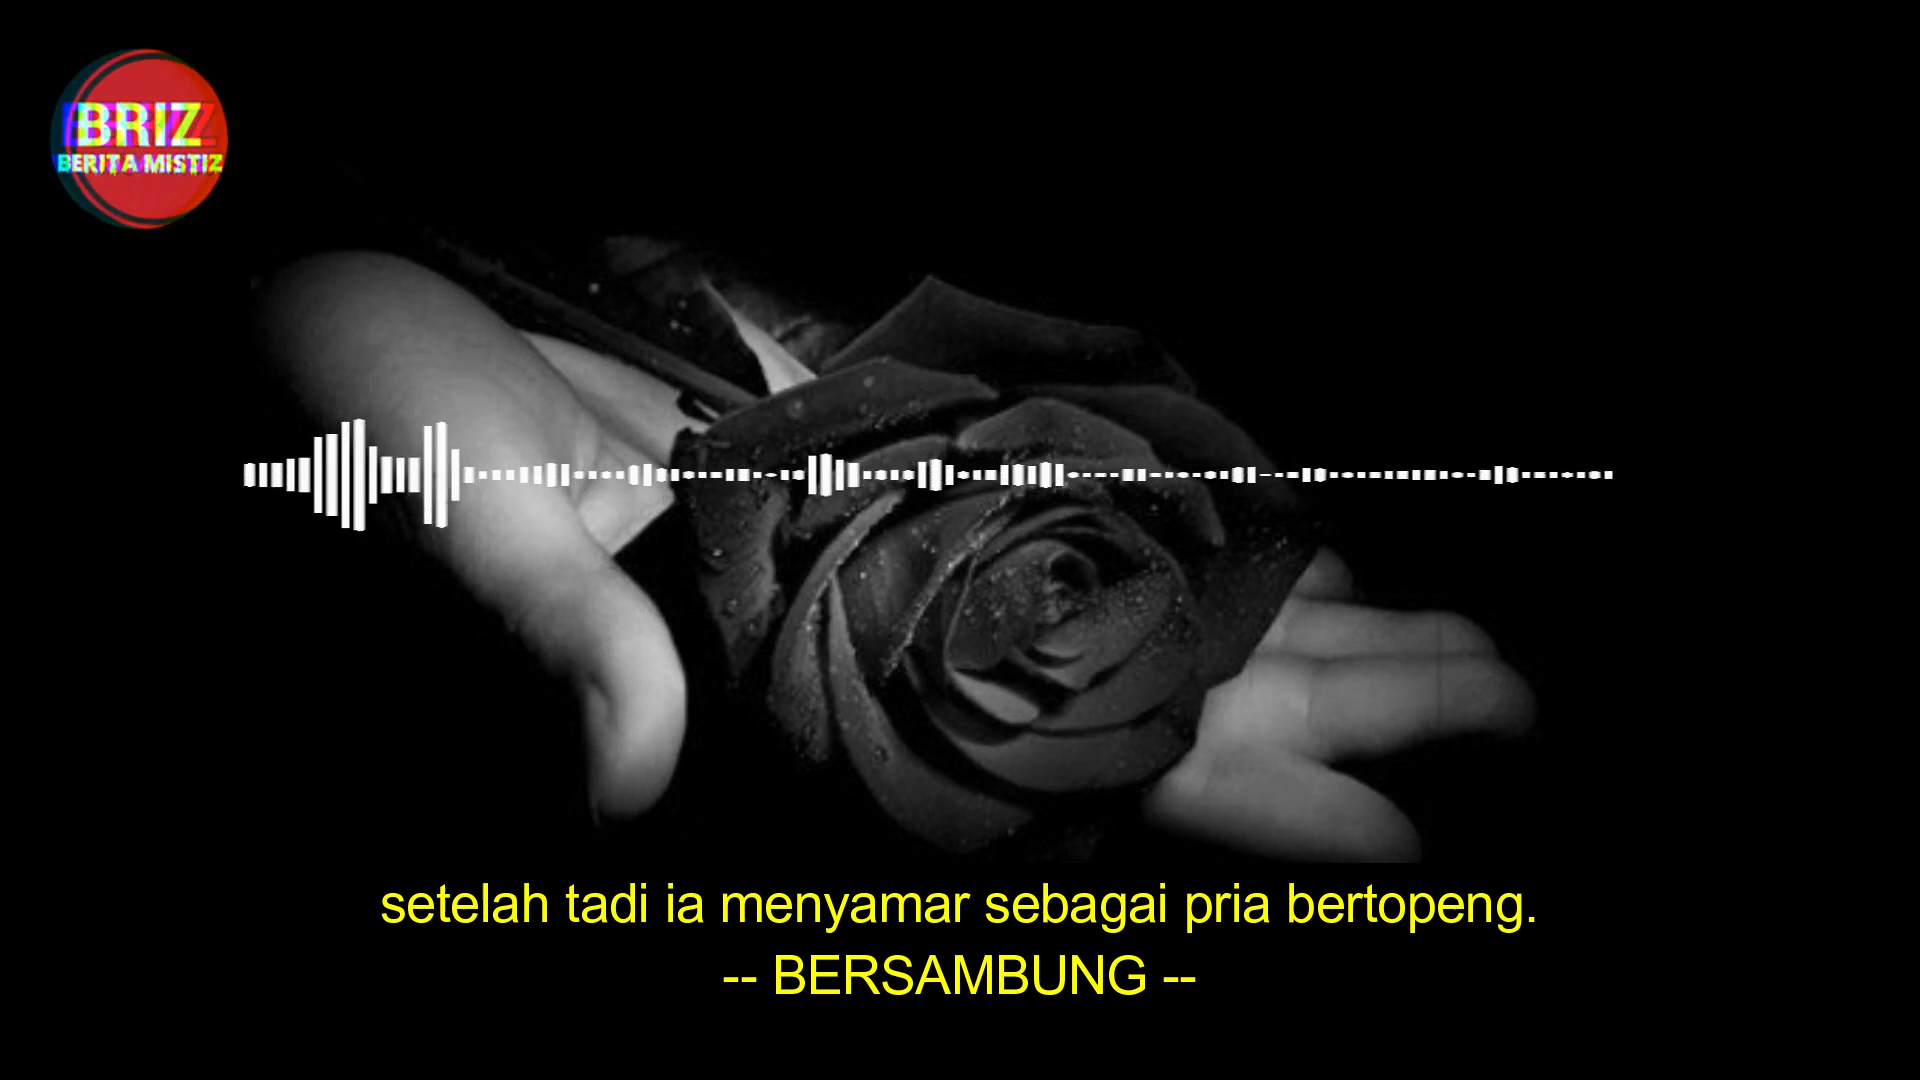 BRIZ
BERITA MISTIZ
setelah tadi ia menyamar sebagai pria bertopeng.
-- BERSAMBUNG --